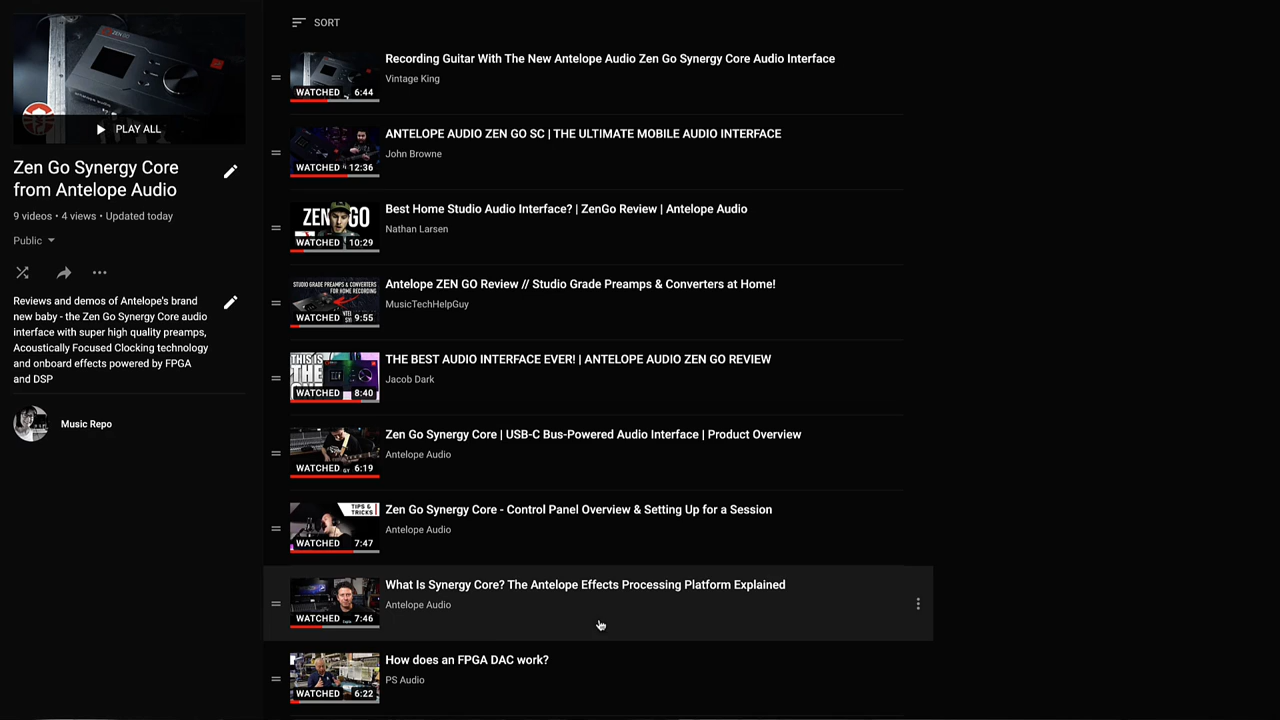 PLAY ALL
Zen Go Synergy Core
from Antelope Audio
9 videos • 4 views • Updated today
Public
Reviews and demos of Antelope's brand
new baby - the Zen Go Synergy Core audio
interface with super high quality preamps,
Acoustically Focused Clocking technology
and onboard effects powered by FPGA
and DSP
Music Repo
SORT
WATCHED 6:44
Recording Guitar With The New Antelope Audio Zen Go Synergy Core Audio Interface
Vintage King
WATCHED 12:36
ANTELOPE AUDIO ZEN GO SC | THE ULTIMATE MOBILE AUDIO INTERFACE
John Browne
ZEN GO
WATCHED 10:29
Best Home Studio Audio Interface? | ZenGo Review | Antelope Audio
Nathan Larsen
STUDIO GRADE PREAMPS & CONVERTERS
FOR HOME RECORDING
WATCHED 9:55
Antelope ZEN GO Review // Studio Grade Preamps & Converters at Home!
MusicTechHelpGuy
THIS IS
THE
WATCHED 8:40
THE BEST AUDIO INTERFACE EVER! | ANTELOPE AUDIO ZEN GO REVIEW
Jacob Dark
WATCHED 6:19
Zen Go Synergy Core | USB-C Bus-Powered Audio Interface | Product Overview
Antelope Audio
TIPS &
TRICKS
WATCHED 7:47
Zen Go Synergy Core - Control Panel Overview & Setting Up for a Session
Antelope Audio
WATCHED 7:46
What Is Synergy Core? The Antelope Effects Processing Platform Explained
Antelope Audio
WATCHED 6:22
How does an FPGA DAC work?
PS Audio